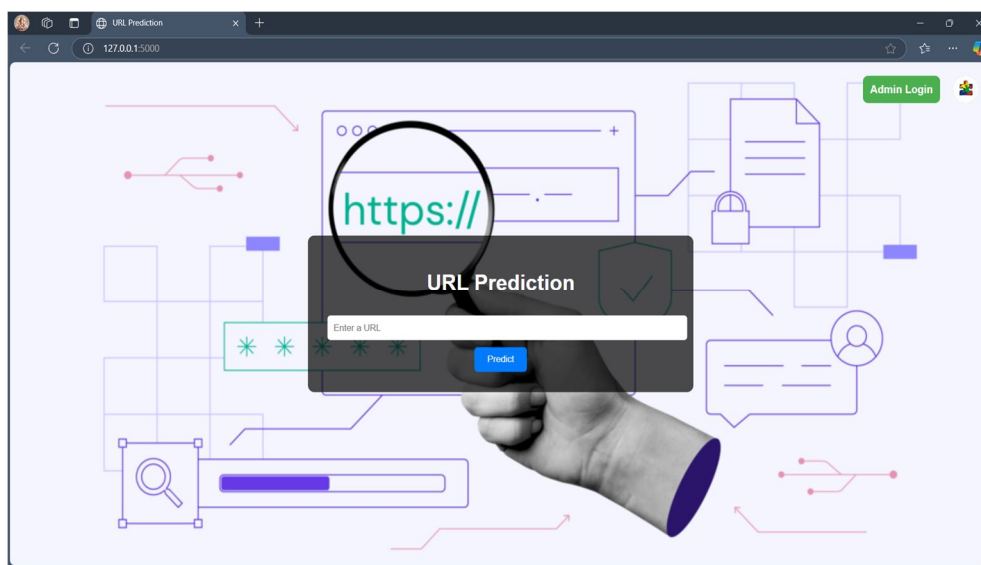 URL Prediction
127.0.0.1:5000
Admin Login
https://
URL Prediction
Enter a URL
Predict